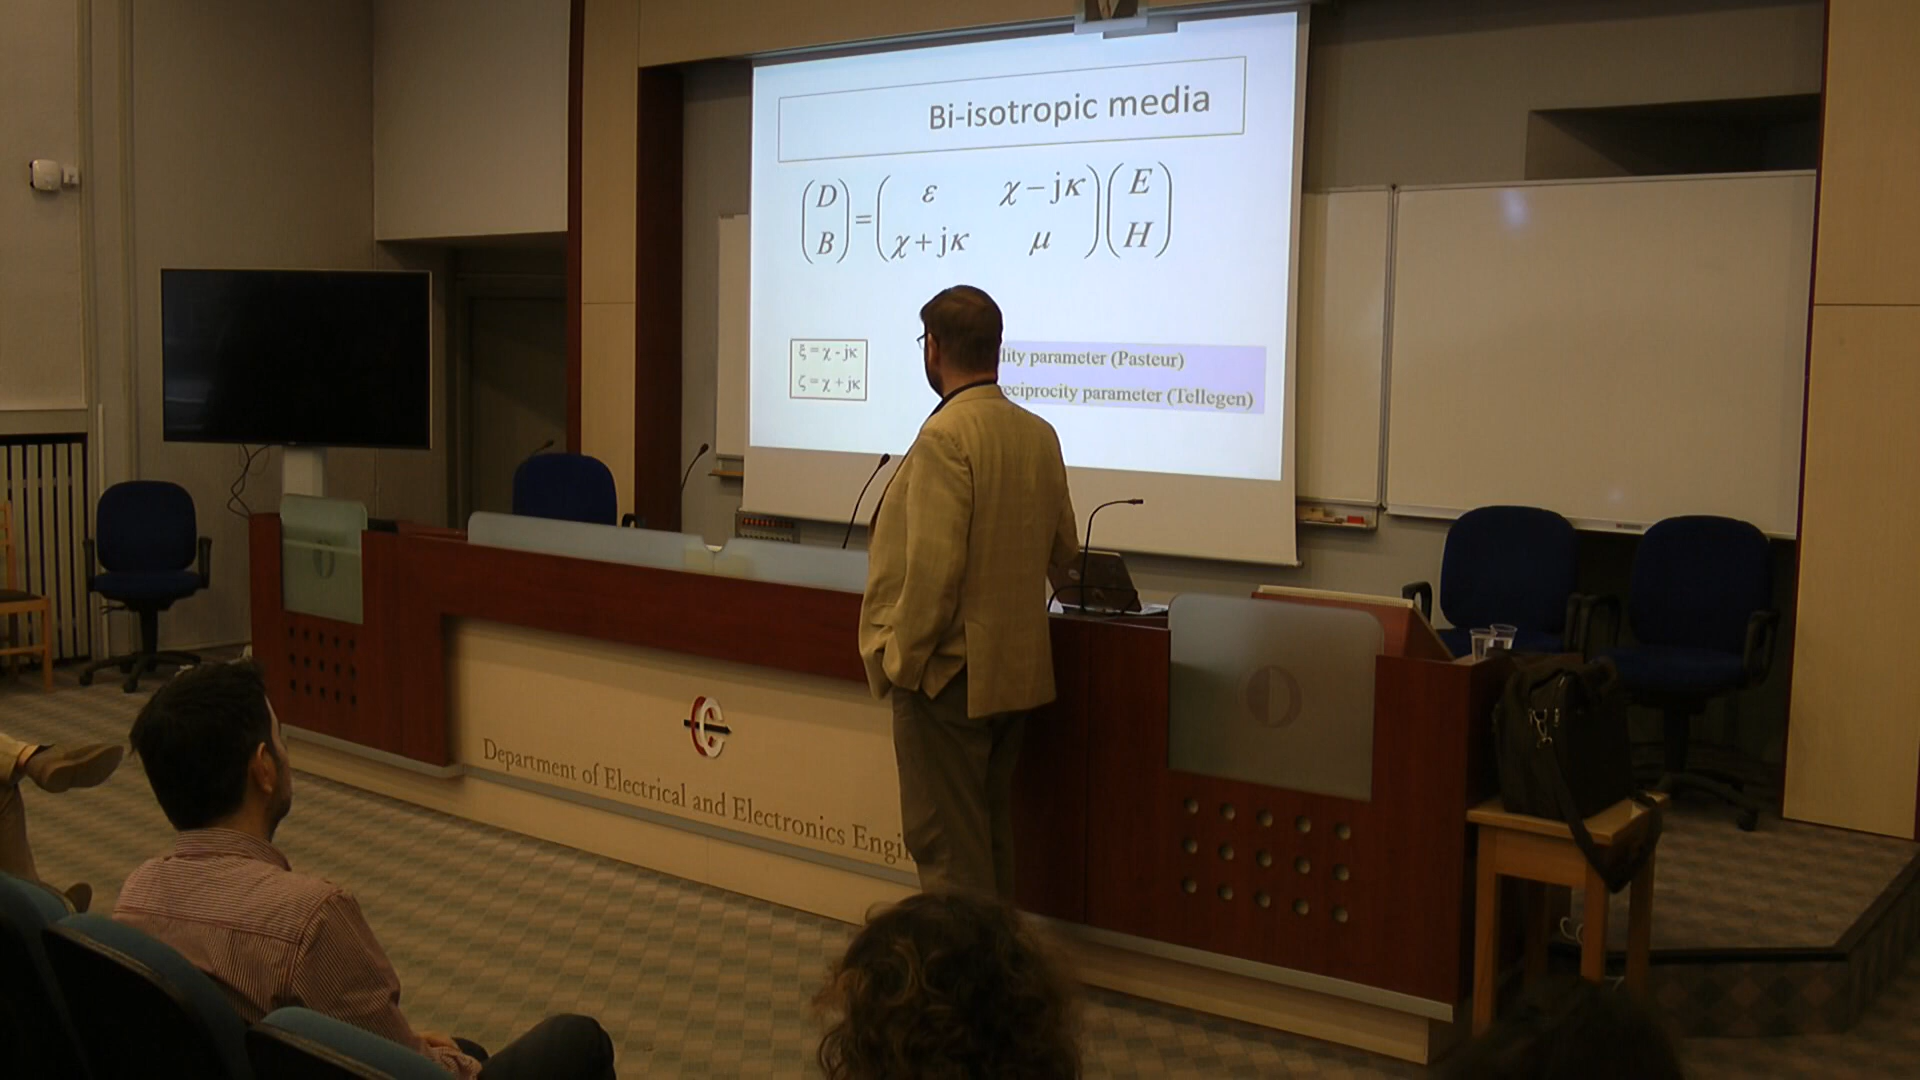 Bi-isotropic media
(D B) = (ε χ − jκ χ + jκ μ) (E H)
ξ = χ - jκ
ζ = χ + jκ
lity parameter (Pasteur)
eciprocity parameter (Tellegen)
Department of Electrical and Electronics Engi